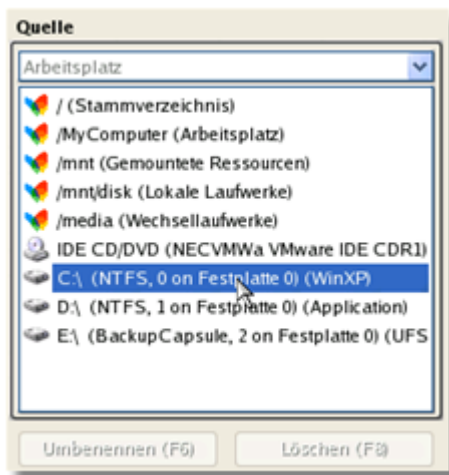 Quelle
Arbeitsplatz
/ (Stammverzeichnis)
/MyComputer (Arbeitsplatz)
/mnt (Gemountete Ressourcen)
/mnt/disk (Lokale Laufwerke)
/media (Wechsellaufwerke)
IDE CD/DVD (NECVMWa VMware IDE CDR1)
C:\ (NTFS, 0 on Festplatte 0) (WinXP)
D:\ (NTFS, 1 on Festplatte 0) (Application)
E:\ (BackupCapsule, 2 on Festplatte 0) (UFS
Umbenennen (F6)
Löschen (F8)